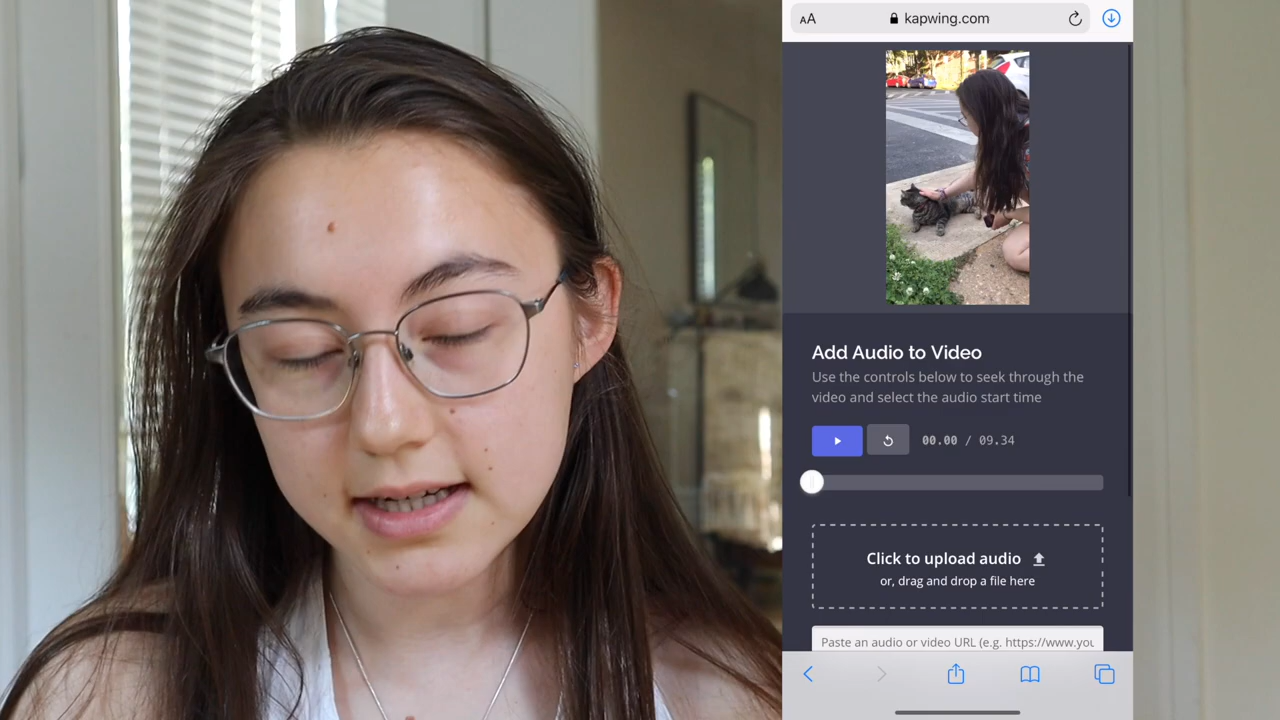 AA
kapwing.com
Add Audio to Video
Use the controls below to seek through the
video and select the audio start time
00.00 / 09.34
Click to upload audio
or, drag and drop a file here
Paste an audio or video URL (e.g. https://www.you